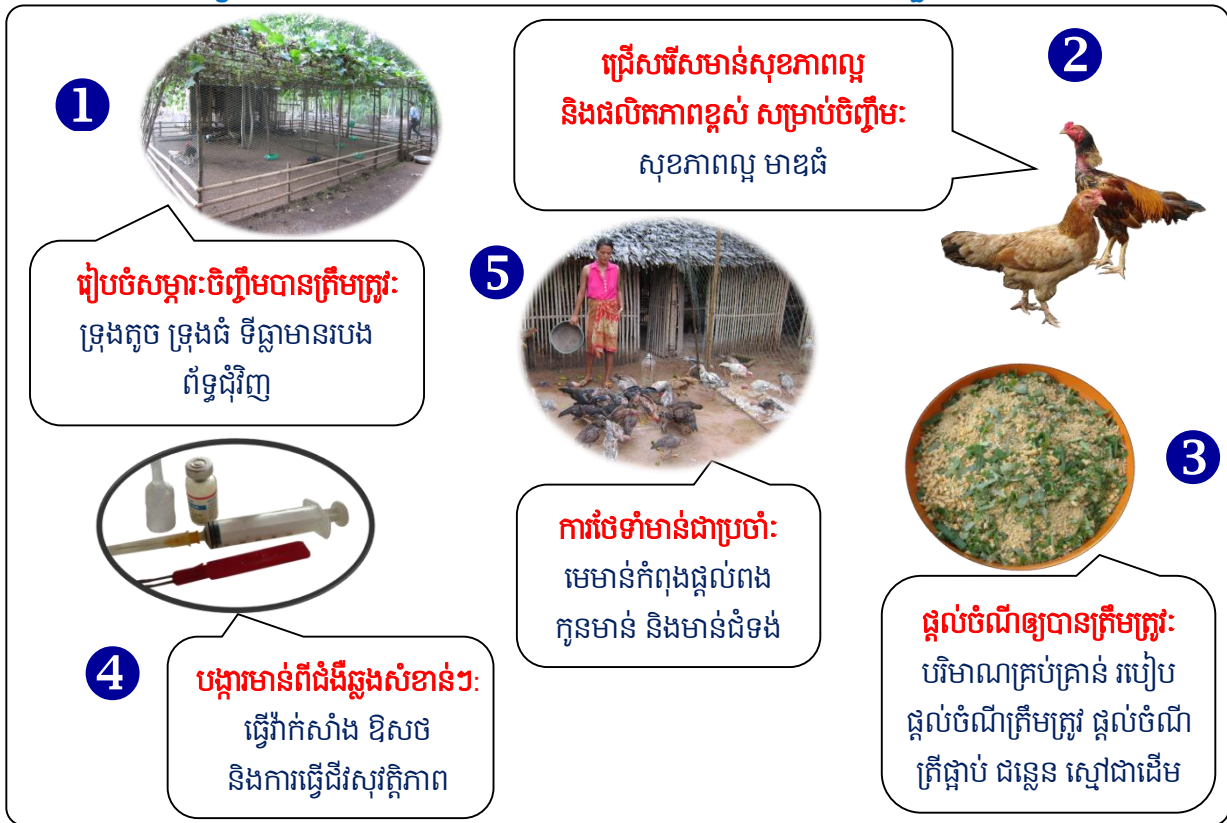 1
រៀបចំសម្ភារៈចិញ្ចឹមបានត្រឹមត្រូវៈ
ទ្រុងតូច ទ្រុងធំ ទីធ្លាមានរបង
ព័ទ្ធជុំវិញ
2
ជ្រើសរើសមាន់សុខភាពល្អ
និងផលិតភាពខ្ពស់ សម្រាប់ចិញ្ចឹមៈ
សុខភាពល្អ មាឌធំ
3
ផ្តល់ចំណីឲ្យបានត្រឹមត្រូវៈ
បរិមាណគ្រប់គ្រាន់ របៀប
ផ្តល់ចំណីត្រឹមត្រូវ ផ្តល់ចំណី
ត្រីផ្អាប់ ជន្លេន ស្មៅជាដើម
4
បង្ការមាន់ពីជំងឺឆ្លងសំខាន់ៗ:
ធ្វើវ៉ាក់សាំង ឱសថ
និងការធ្វើជីវសុវត្ថិភាព
5
ការថែទាំមាន់ជាប្រចាំៈ
មេមាន់កំពុងផ្តល់ពង
កូនមាន់ និងមាន់ជំទង់